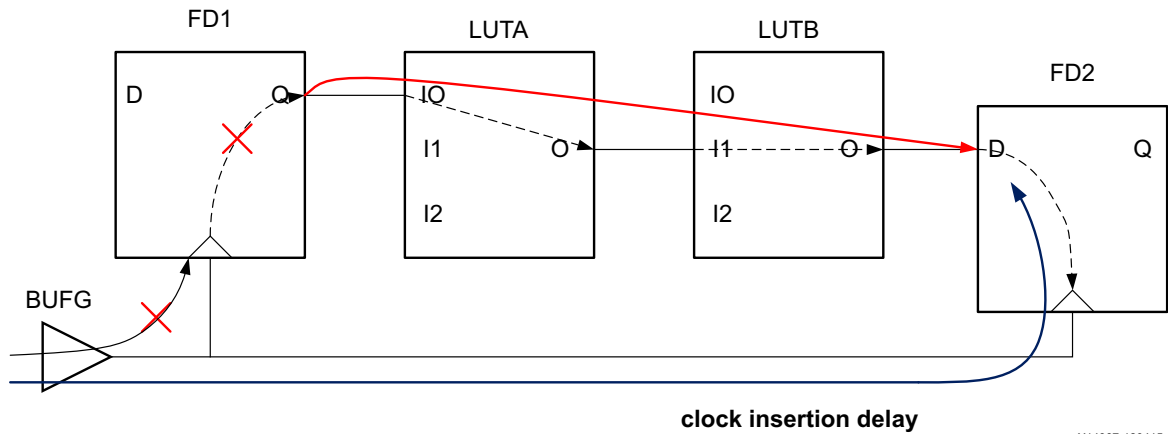 FD1
LUTA
LUTB
FD2
D
Q
IO
I1
I2
O
IO
I1
I2
O
D
Q
BUFG
clock insertion delay